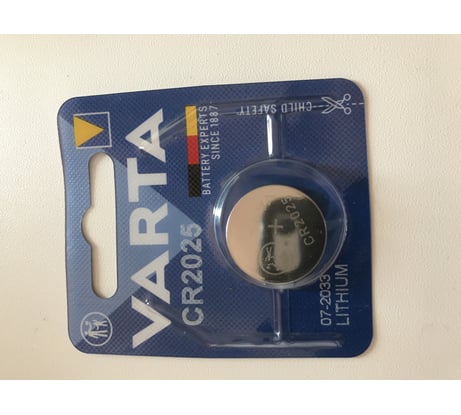 VARTA
CR2025
BATTERY EXPERTS
SINCE 1887
CHILD SAFETY
CR2025
+
07-2033
LITHIUM